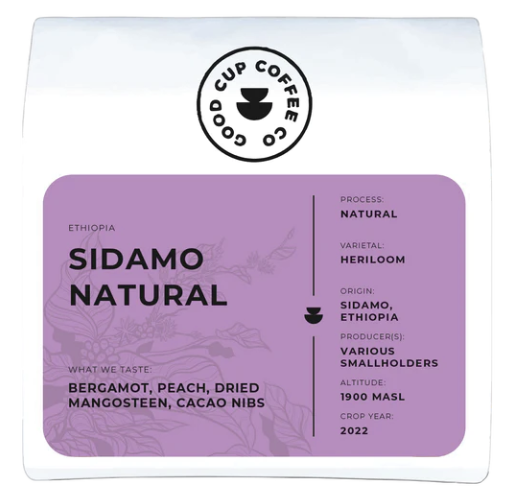 GOOD CUP COFFEE CO
ETHIOPIA
SIDAMO
NATURAL
WHAT WE TASTE:
BERGAMOT, PEACH, DRIED
MANGOSTEEN, CACAO NIBS
PROCESS:
NATURAL
VARIETAL:
HERILOOM
ORIGIN:
SIDAMO,
ETHIOPIA
PRODUCER(S):
VARIOUS
SMALLHOLDERS
ALTITUDE:
1900 MASL
CROP YEAR:
2022